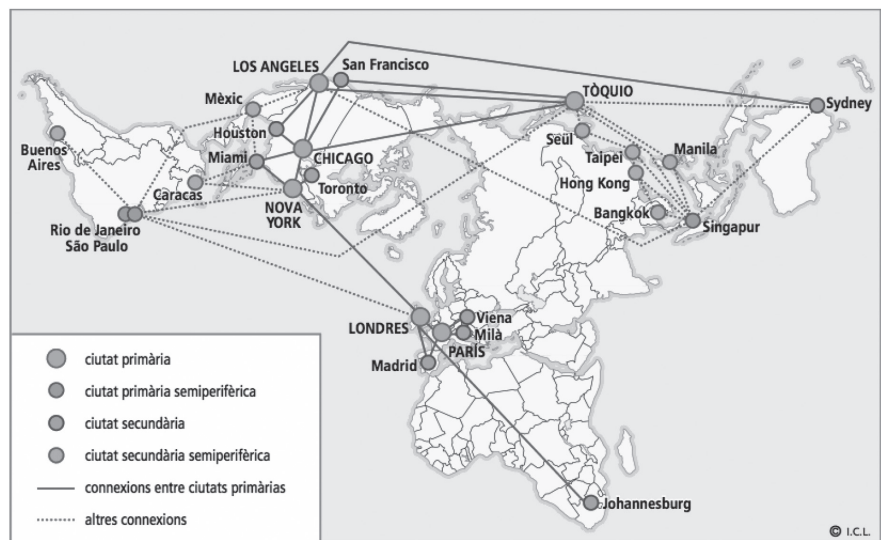 LOS ANGELES
San Francisco
Mèxic
TÒQUIO
Sydney
Houston
Buenos
Aires
Miami
CHICAGO
Seül
Taipei
Manila
Caracas
Toronto
Hong Kong
NOVA
YORK
Bangkok
Rio de Janeiro
São Paulo
Singapur
LONDRES
Viena
Milà
PARÍS
Madrid
Johannesburg
ciutat primària
ciutat primària semiperifèrica
ciutat secundària
ciutat secundària semiperifèrica
connexions entre ciutats primàrias
altres connexions
© I.C.L.